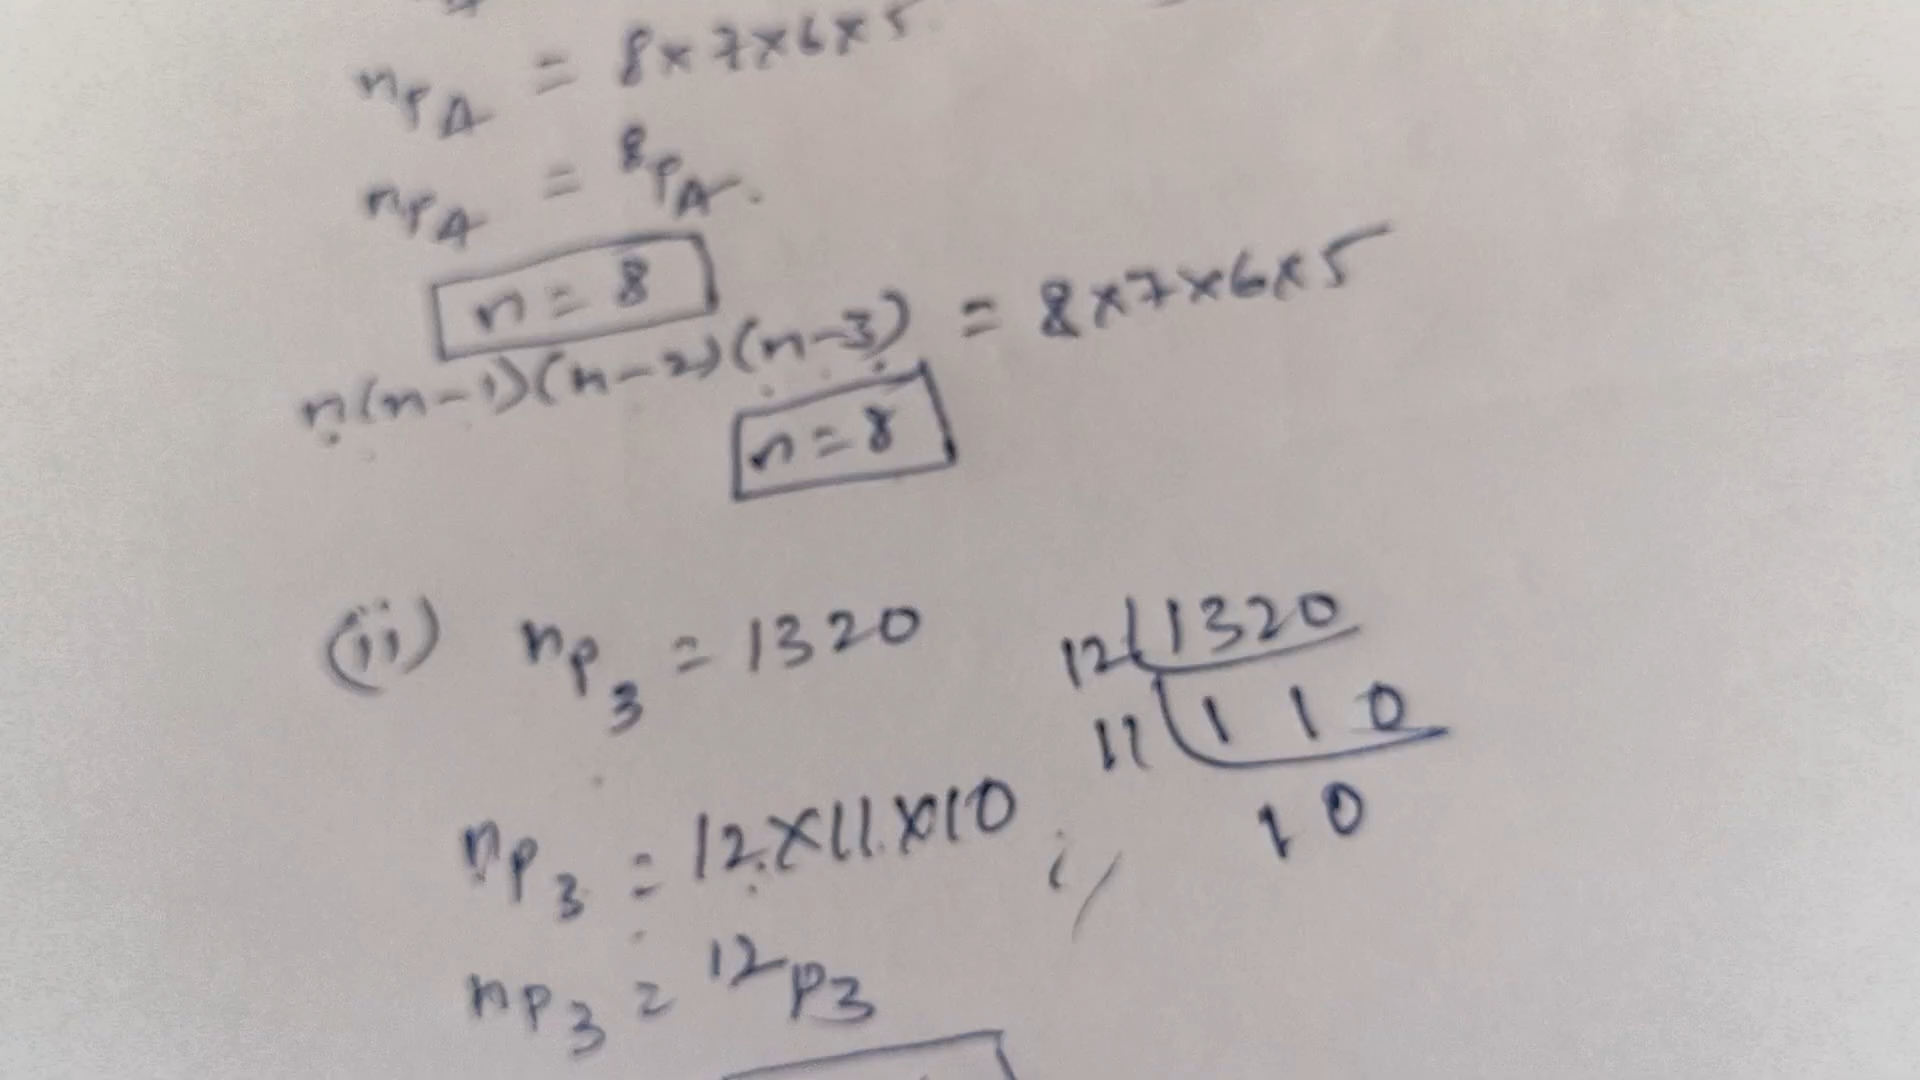 nP4 = 8×7×6×5
nP4 = 8P4.
n = 8
n(n-1)(n-2)(n-3) = 8×7×6×5
n = 8
(ii) nP3 = 1320
12 1320
11 110
10
nP3 = 12×11×10
nP3 = 12P3